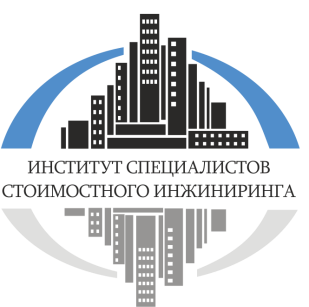 ИНСТИТУТ СПЕЦИАЛИСТОВ
СТОИМОСТНОГО ИНЖИНИРИНГА